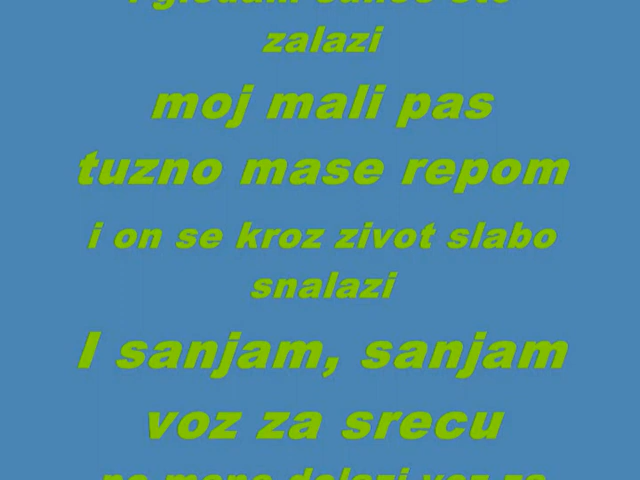 zalazi
moj mali pas
tuzno mase repom
i on se kroz zivot slabo
snalazi
I sanjam, sanjam
voz za srecu